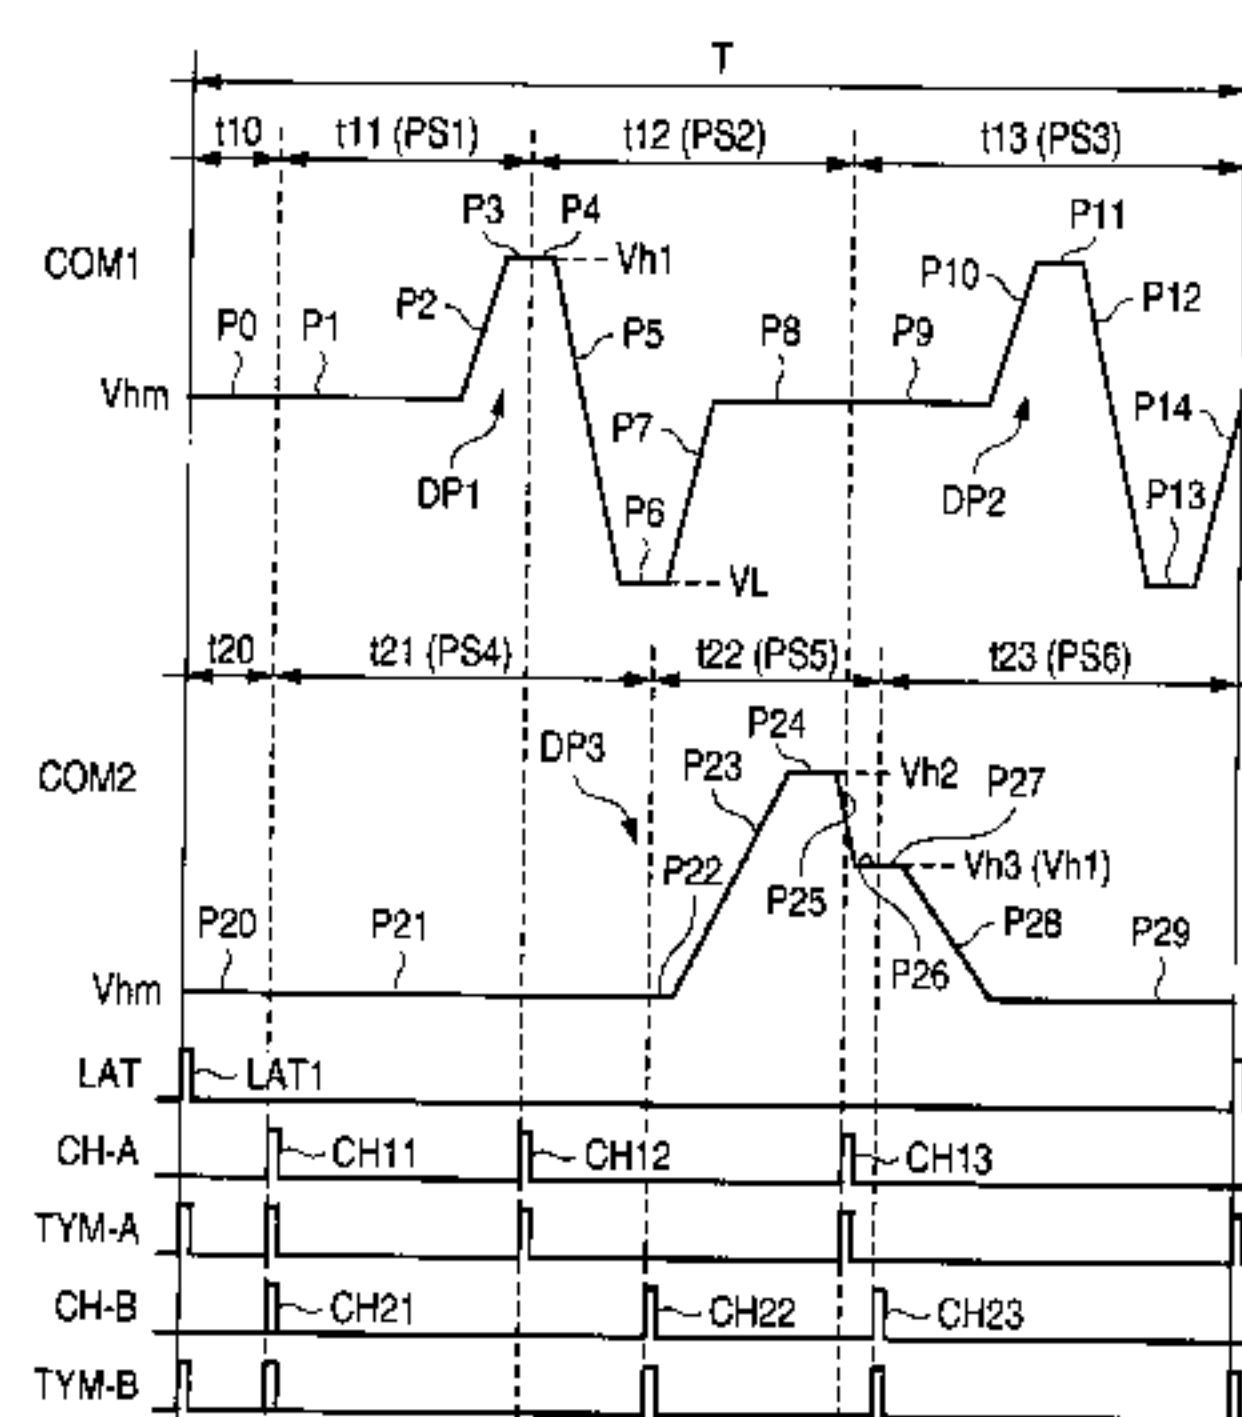 T
t10 t11 (PS1) t12 (PS2) t13 (PS3)
P3 P4 P11
COM1 Vh1 P10
P2 P12
P0 P1 P5 P8 P9
Vhm P14
P7
DP1 DP2 P13
P6
VL
t20 t21 (PS4) t22 (PS5) t23 (PS6)
P24
DP3 P23
COM2 Vh2 P27
P22 Vh3 (Vh1)
P25
P20 P21 P28 P29
P26
Vhm
LAT LAT1
CH-A CH11 CH12 CH13
TYM-A
CH-B CH21 CH22 CH23
TYM-B